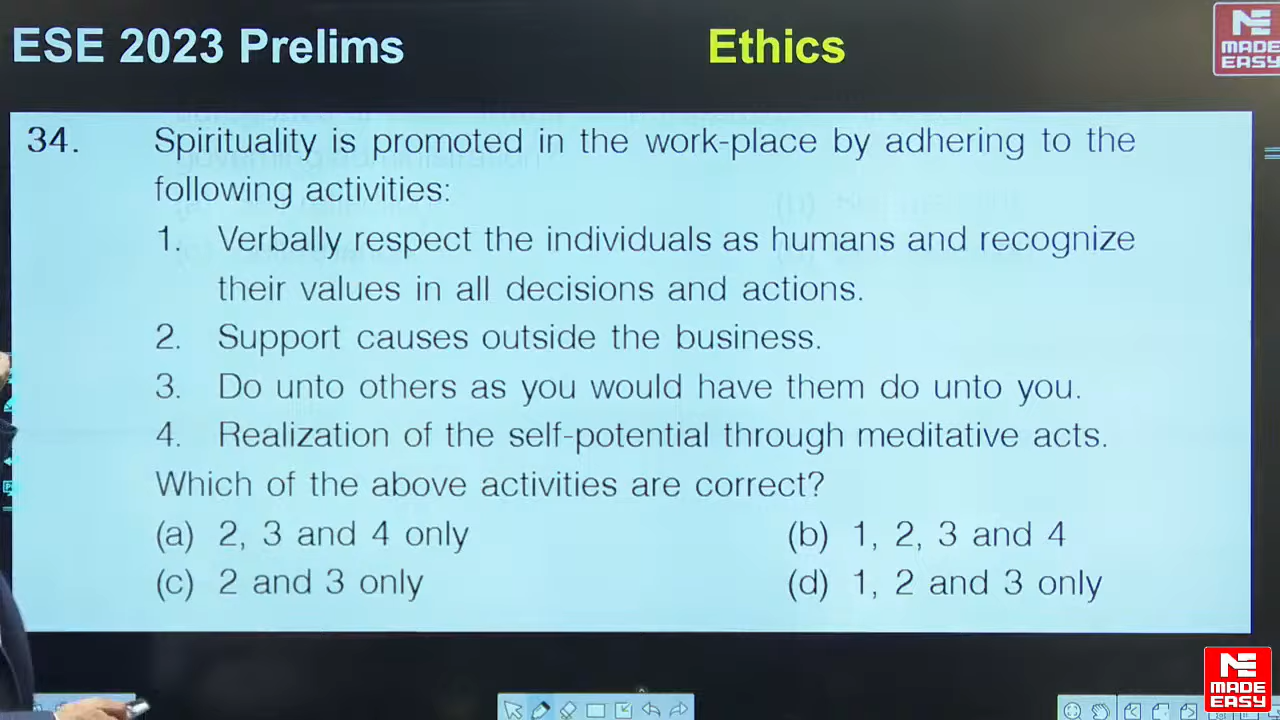 ESE 2023 Prelims
Ethics
ME
MADE
EASY
34. Spirituality is promoted in the work-place by adhering to the
following activities:
1. Verbally respect the individuals as humans and recognize
their values in all decisions and actions.
2. Support causes outside the business.
3. Do unto others as you would have them do unto you.
4. Realization of the self-potential through meditative acts.
Which of the above activities are correct?
(a) 2, 3 and 4 only
(b) 1, 2, 3 and 4
(c) 2 and 3 only
(d) 1, 2 and 3 only
ME
MADE
EASY